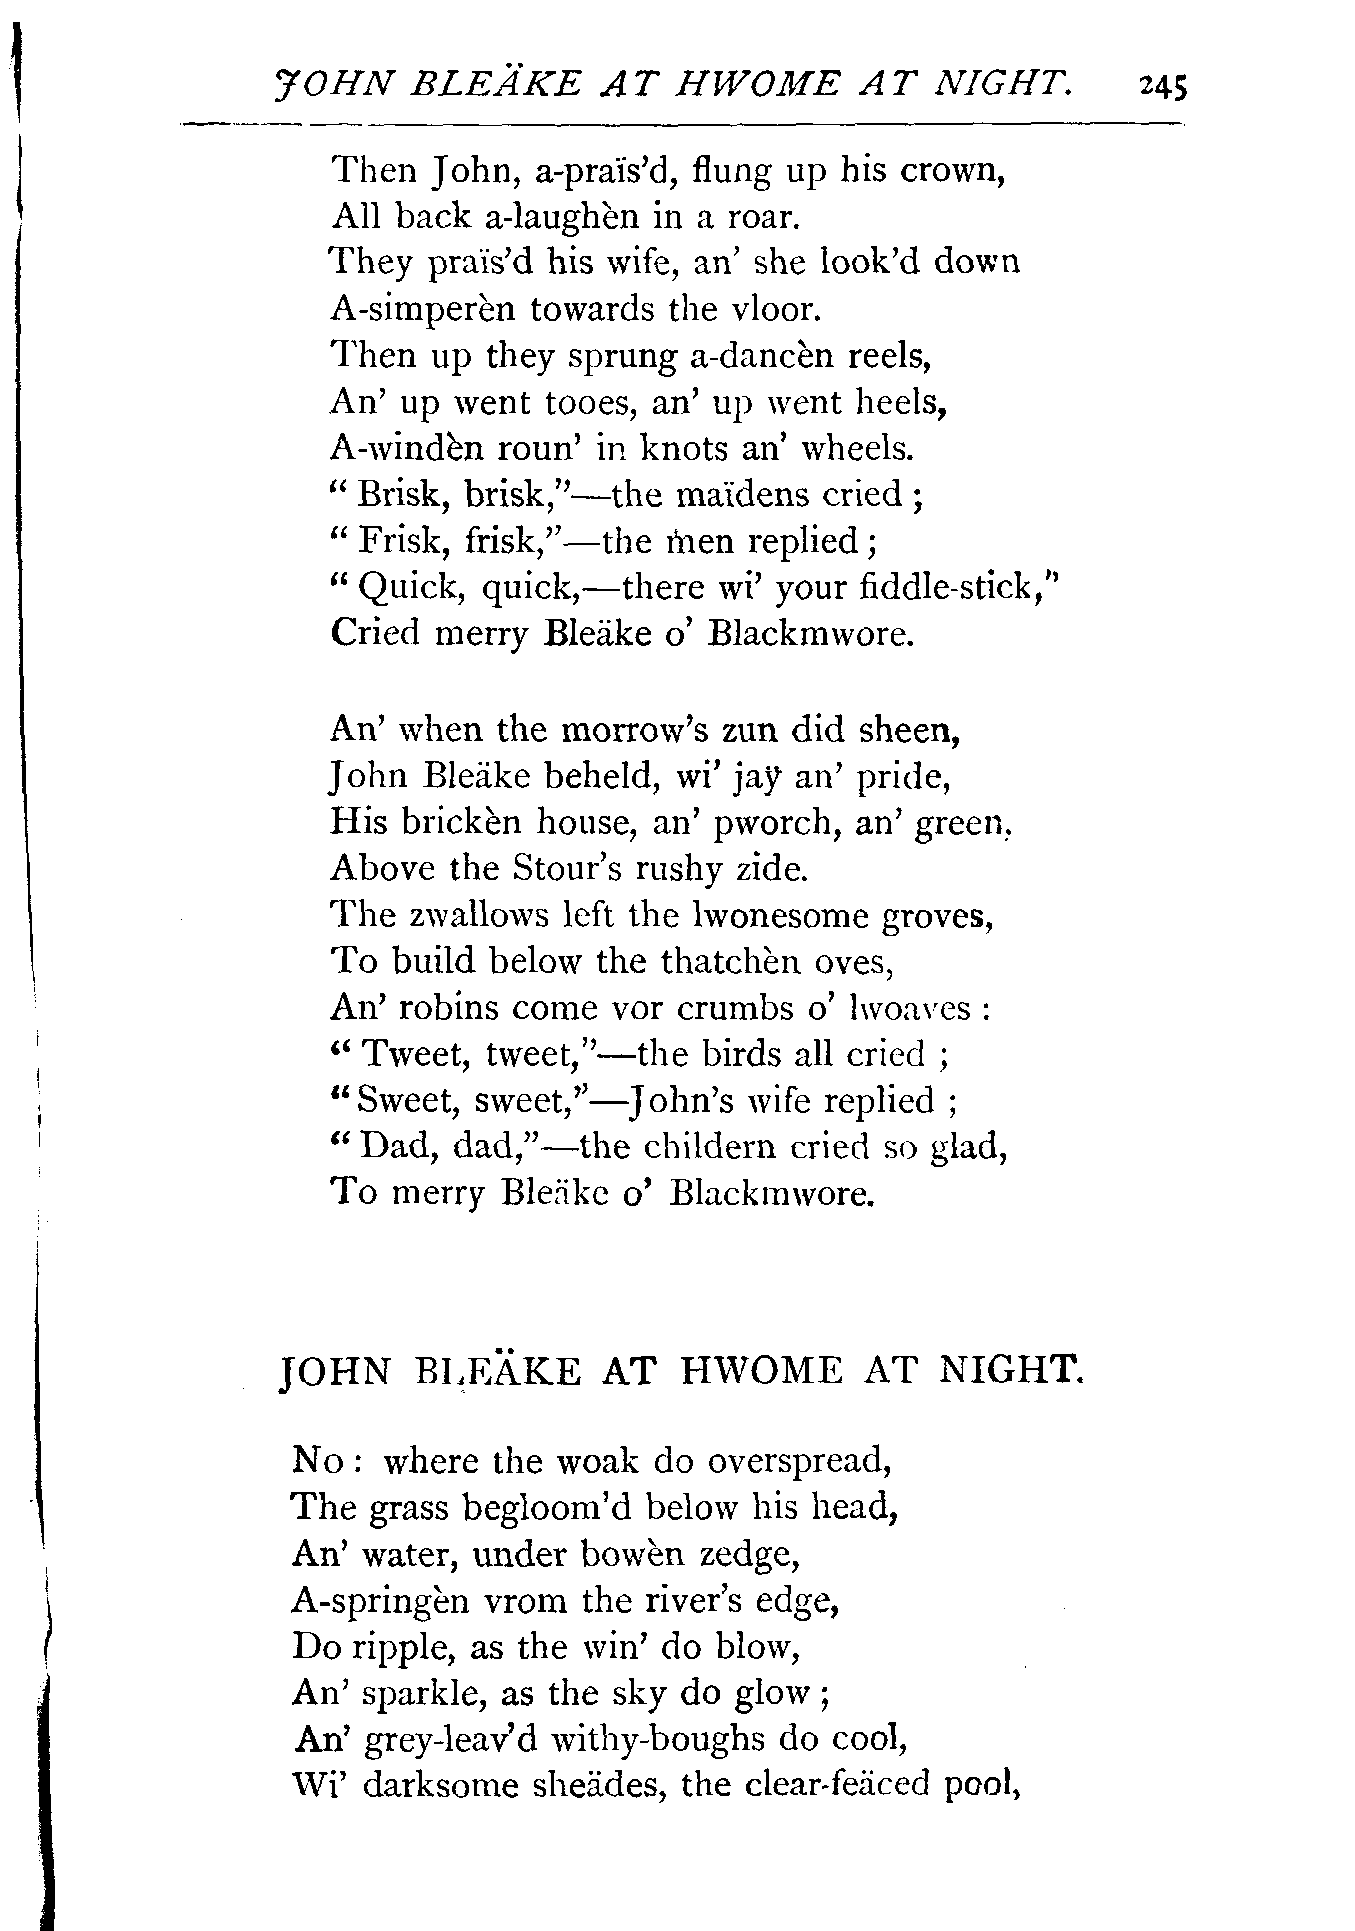 JOHN BLEÄKE AT HWOME AT NIGHT. 245
Then John, a-praïs’d, flung up his crown,
All back a-laughèn in a roar.
They praïs’d his wife, an’ she look’d down
A-simperèn towards the vloor.
Then up they sprung a-dancèn reels,
An’ up went tooes, an’ up went heels,
A-windèn roun’ in knots an’ wheels.
“ Brisk, brisk,”—the maïdens cried ;
“ Frisk, frisk,”—the men replied ;
“ Quick, quick,—there wi’ your fiddle-stick,”
Cried merry Bleäke o’ Blackmwore.
An’ when the morrow’s zun did sheen,
John Bleäke beheld, wi’ jaÿ an’ pride,
His brickèn house, an’ pworch, an’ green,
Above the Stour’s rushy zide.
The zwallows left the lwonesome groves,
To build below the thatchèn oves,
An’ robins come vor crumbs o’ lwoaves :
“ Tweet, tweet,”—the birds all cried ;
“ Sweet, sweet,”—John’s wife replied ;
“ Dad, dad,”—the childern cried so glad,
To merry Bleäke o’ Blackmwore.
JOHN BLEÄKE AT HWOME AT NIGHT.
No : where the woak do overspread,
The grass begloom’d below his head,
An’ water, under bowèn zedge,
A-springèn vrom the river’s edge,
Do ripple, as the win’ do blow,
An’ sparkle, as the sky do glow ;
An’ grey-leav’d withy-boughs do cool,
Wi’ darksome sheädes, the clear-feäced pool,